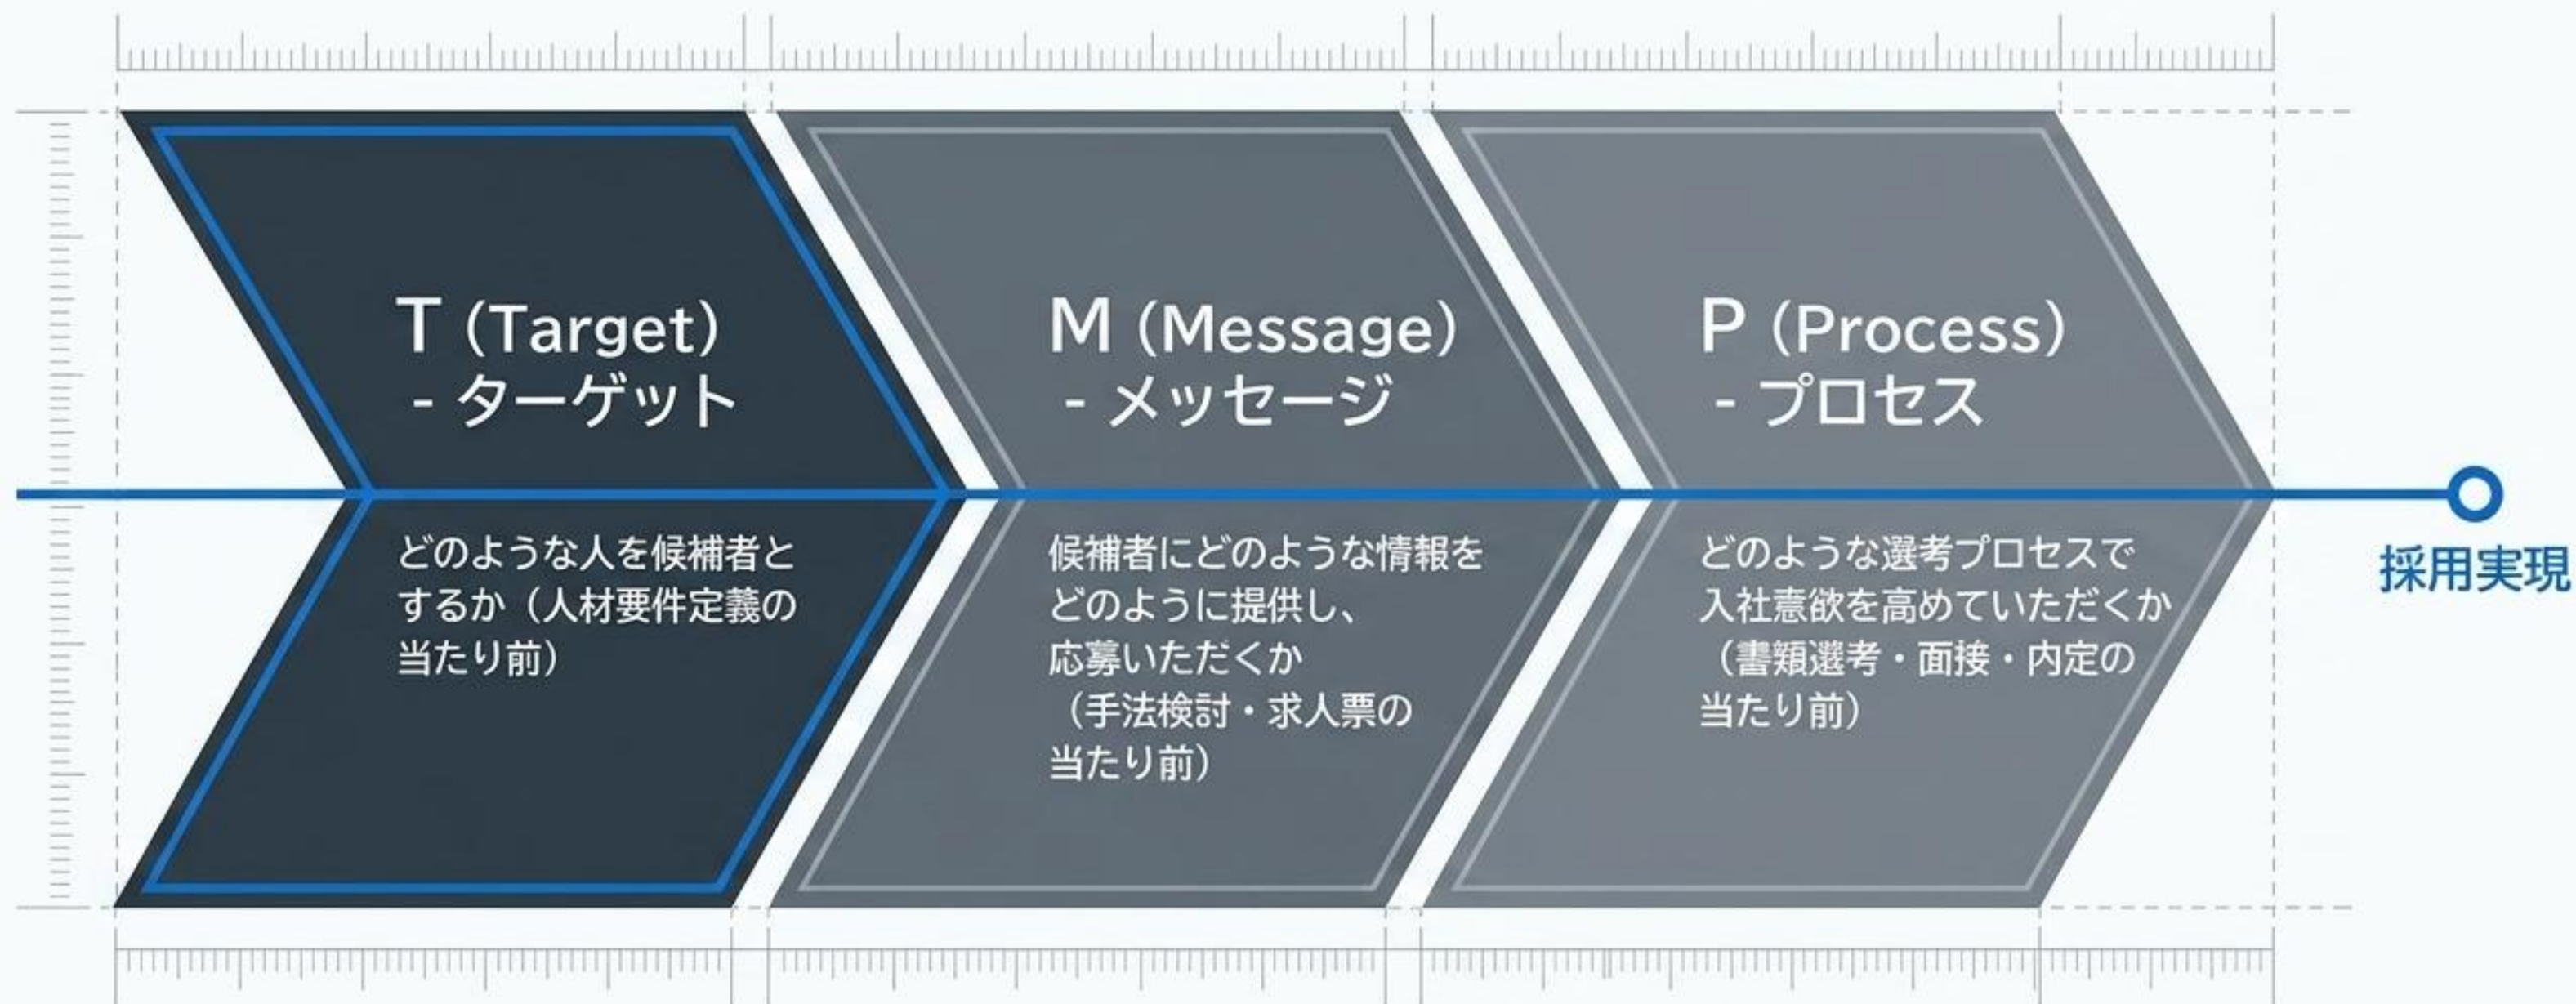 T (Target)
- ターゲット
どのような人を候補者と
するか（人材要件定義の
当たり前）
M (Message)
- メッセージ
候補者にどのような情報を
どのように提供し、
応募いただくか
（手法検討・求人票の
当たり前）
P (Process)
- プロセス
どのような選考プロセスで
入社意欲を高めていただくか
（書類選考・面接・内定の
当たり前）
採用実現